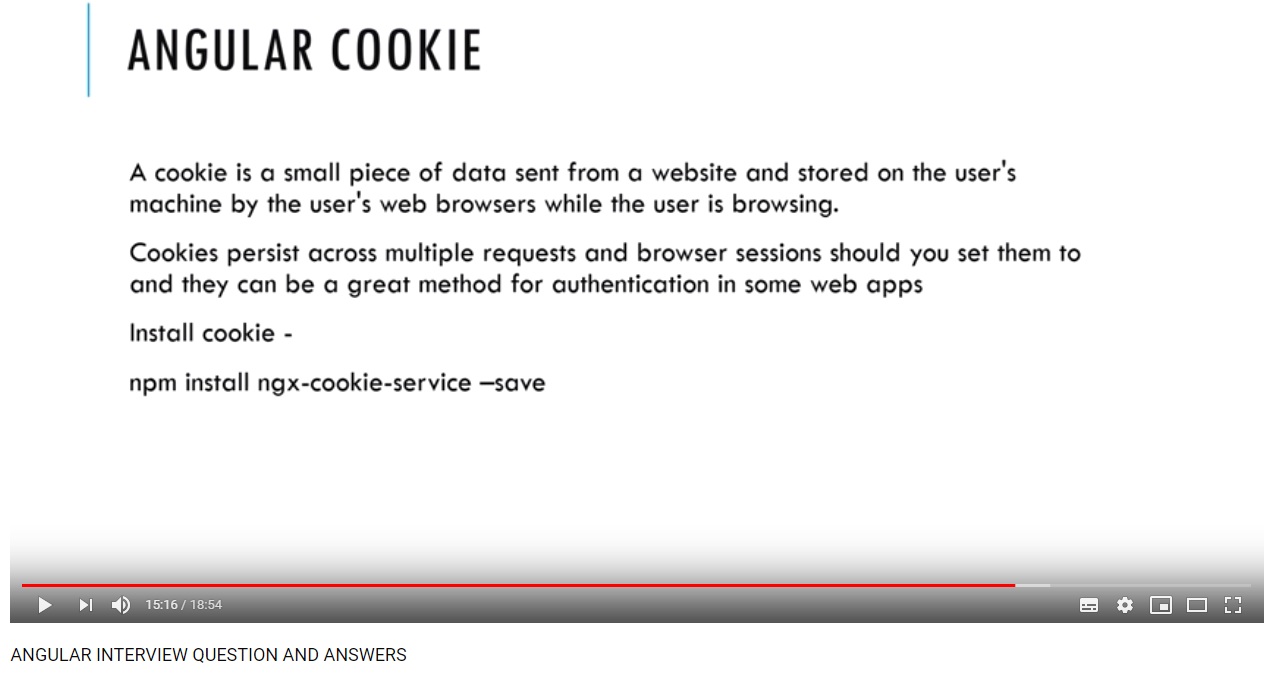 ANGULAR COOKIE
A cookie is a small piece of data sent from a website and stored on the user's
machine by the user's web browsers while the user is browsing.
Cookies persist across multiple requests and browser sessions should you set them to
and they can be a great method for authentication in some web apps
Install cookie -
npm install ngx-cookie-service –save
15:16 / 18:54
ANGULAR INTERVIEW QUESTION AND ANSWERS